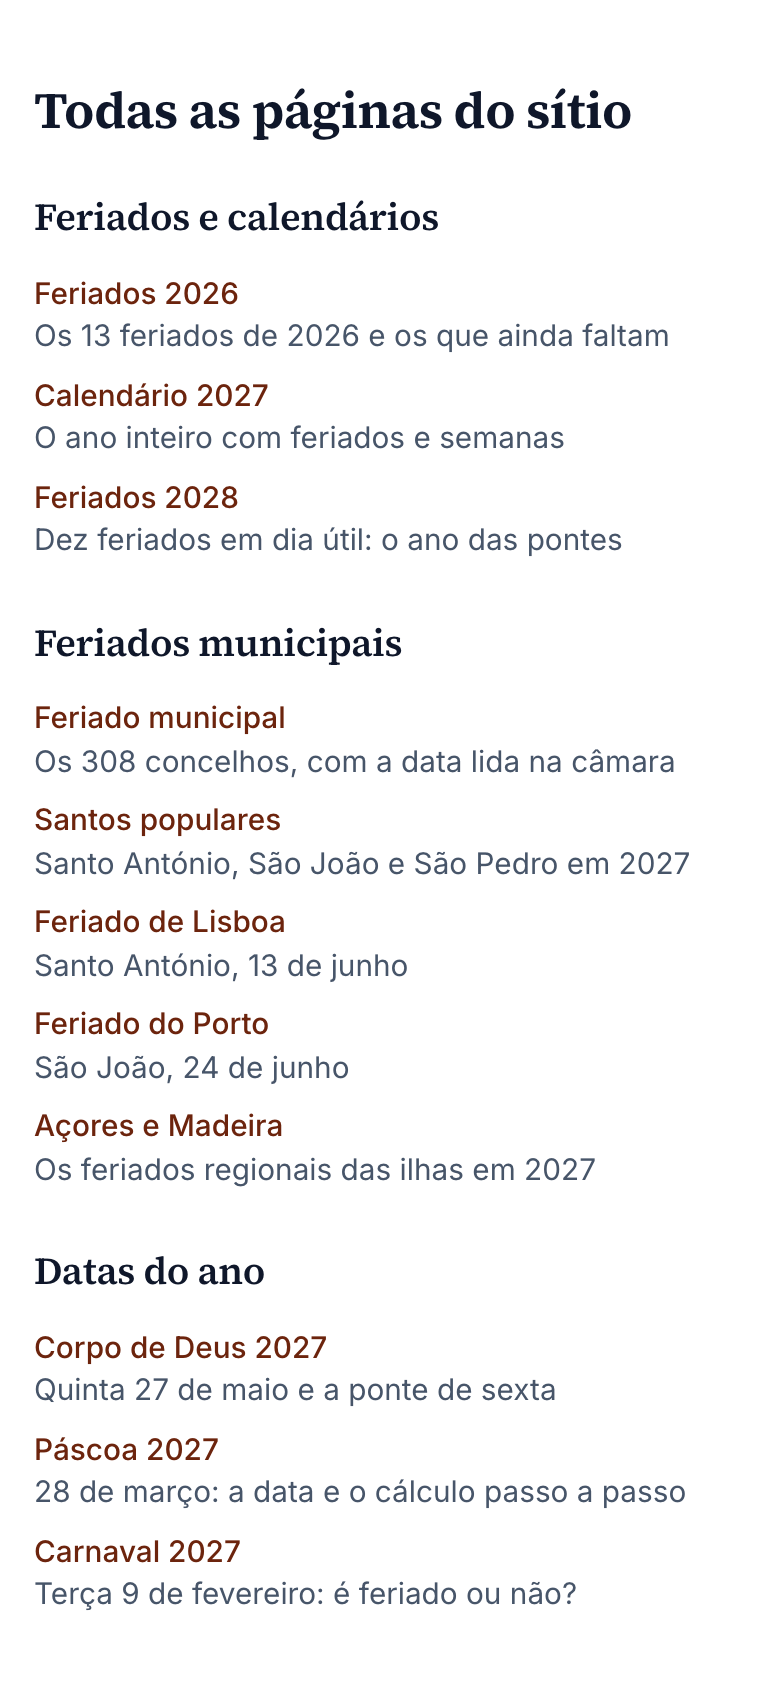 Todas as páginas do sítio
Feriados e calendários
Feriados 2026
Os 13 feriados de 2026 e os que ainda faltam
Calendário 2027
O ano inteiro com feriados e semanas
Feriados 2028
Dez feriados em dia útil: o ano das pontes
Feriados municipais
Feriado municipal
Os 308 concelhos, com a data lida na câmara
Santos populares
Santo António, São João e São Pedro em 2027
Feriado de Lisboa
Santo António, 13 de junho
Feriado do Porto
São João, 24 de junho
Açores e Madeira
Os feriados regionais das ilhas em 2027
Datas do ano
Corpo de Deus 2027
Quinta 27 de maio e a ponte de sexta
Páscoa 2027
28 de março: a data e o cálculo passo a passo
Carnaval 2027
Terça 9 de fevereiro: é feriado ou não?